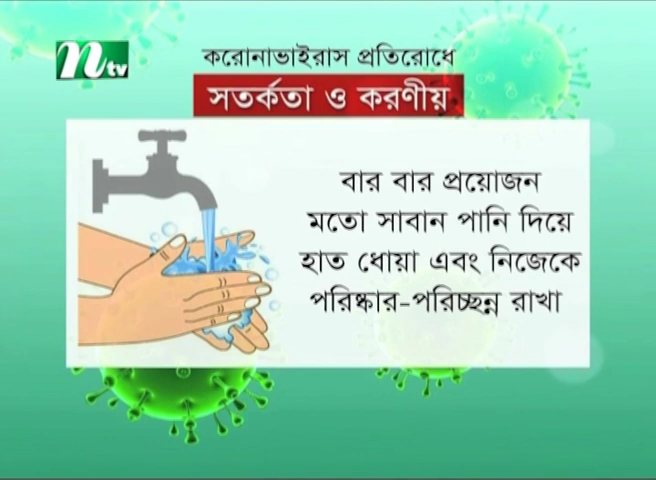 ntv
করোনাভাইরাস প্রতিরোধে
সতর্কতা ও করণীয়
বার বার প্রয়োজন
মতো সাবান পানি দিয়ে
হাত ধোয়া এবং নিজেকে
পরিষ্কার-পরিচ্ছন্ন রাখা